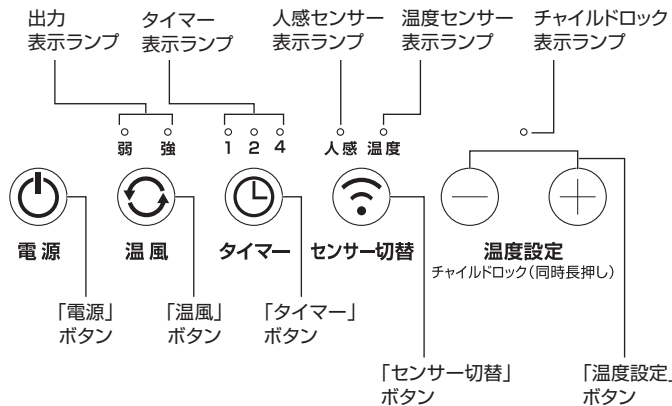 出力
表示ランプ
タイマー
表示ランプ
人感センサー
表示ランプ
温度センサー
表示ランプ
チャイルドロック
表示ランプ
弱 強
1 2 4
人感 温度
電源
温風
タイマー
センサー切替
温度設定
チャイルドロック(同時長押し)
「電源」
ボタン
「温風」
ボタン
「タイマー」
ボタン
「センサー切替」
ボタン
「温度設定」
ボタン